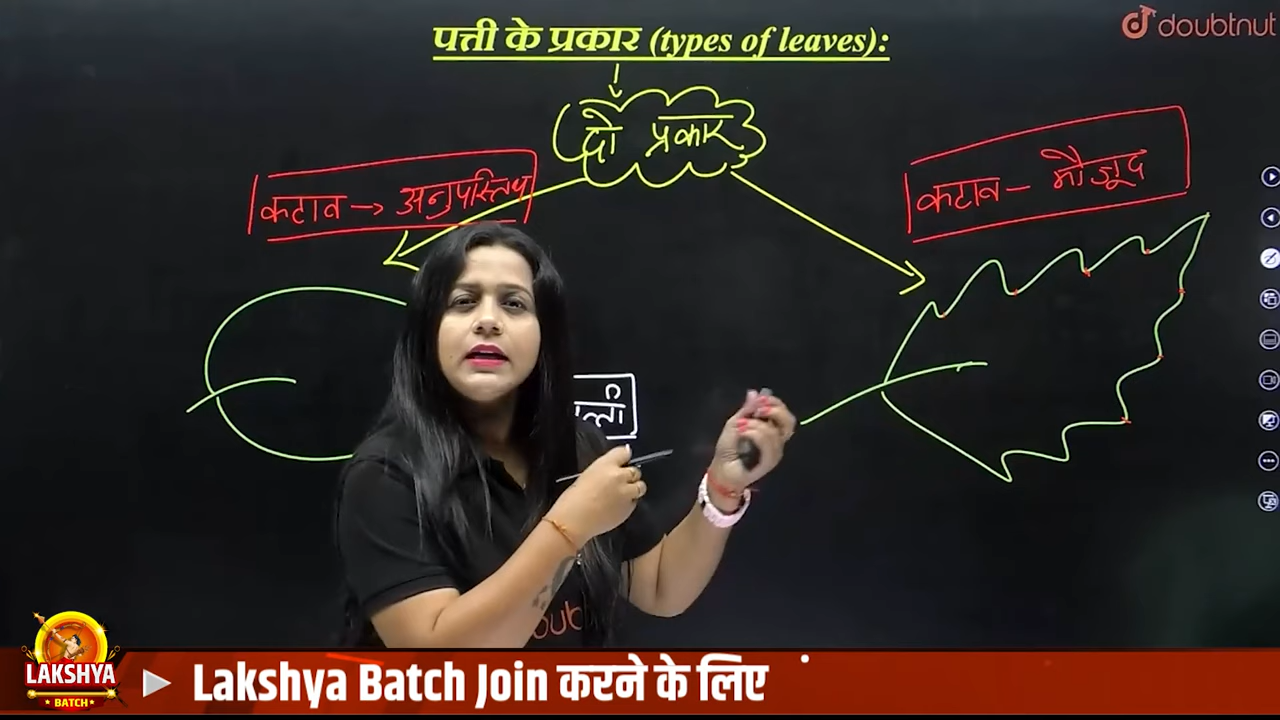 doubtnut
पत्ती के प्रकार (types of leaves):
दो प्रकार
कटाव → अनुपस्तिथ
कटाव - मौजूद
LAKSHYA
BATCH
Lakshya Batch Join करने के लिए